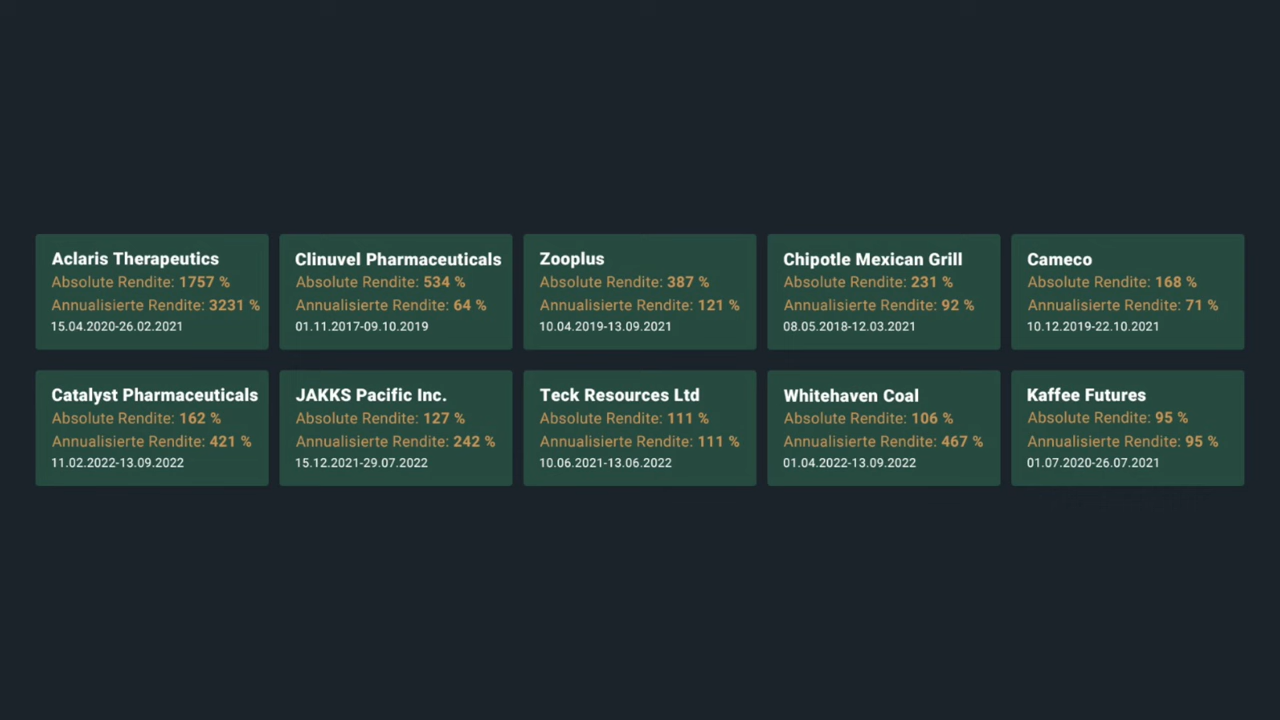 Aclaris Therapeutics
Absolute Rendite: 1757 %
Annualisierte Rendite: 3231 %
15.04.2020-26.02.2021
Clinuvel Pharmaceuticals
Absolute Rendite: 534 %
Annualisierte Rendite: 64 %
01.11.2017-09.10.2019
Zooplus
Absolute Rendite: 387 %
Annualisierte Rendite: 121 %
10.04.2019-13.09.2021
Chipotle Mexican Grill
Absolute Rendite: 231 %
Annualisierte Rendite: 92 %
08.05.2018-12.03.2021
Cameco
Absolute Rendite: 168 %
Annualisierte Rendite: 71 %
10.12.2019-22.10.2021
Catalyst Pharmaceuticals
Absolute Rendite: 162 %
Annualisierte Rendite: 421 %
11.02.2022-13.09.2022
JAKKS Pacific Inc.
Absolute Rendite: 127 %
Annualisierte Rendite: 242 %
15.12.2021-29.07.2022
Teck Resources Ltd
Absolute Rendite: 111 %
Annualisierte Rendite: 111 %
10.06.2021-13.06.2022
Whitehaven Coal
Absolute Rendite: 106 %
Annualisierte Rendite: 467 %
01.04.2022-13.09.2022
Kaffee Futures
Absolute Rendite: 95 %
Annualisierte Rendite: 95 %
01.07.2020-26.07.2021